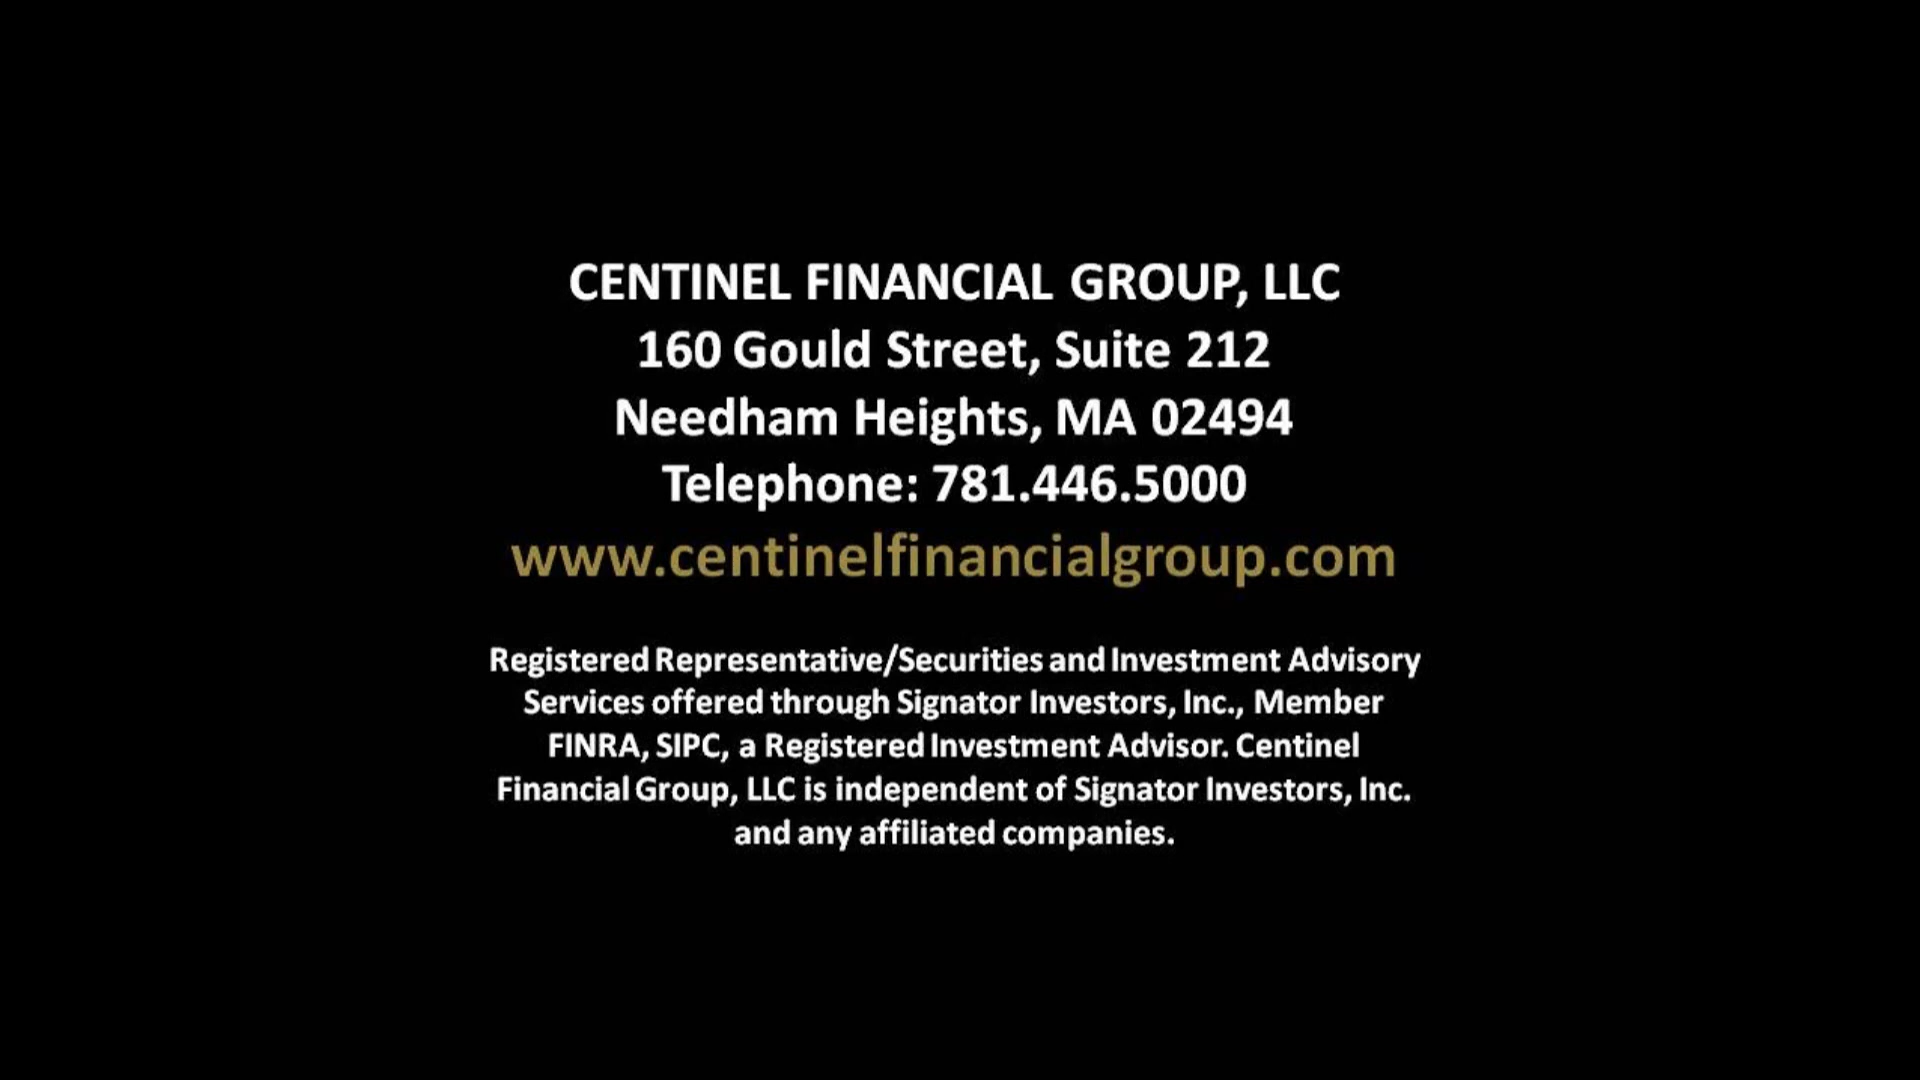 CENTINEL FINANCIAL GROUP, LLC
160 Gould Street, Suite 212
Needham Heights, MA 02494
Telephone: 781.446.5000
www.centinelfinancialgroup.com
Registered Representative/Securities and Investment Advisory
Services offered through Signator Investors, Inc., Member
FINRA, SIPC, a Registered Investment Advisor. Centinel
Financial Group, LLC is independent of Signator Investors, Inc.
and any affiliated companies.